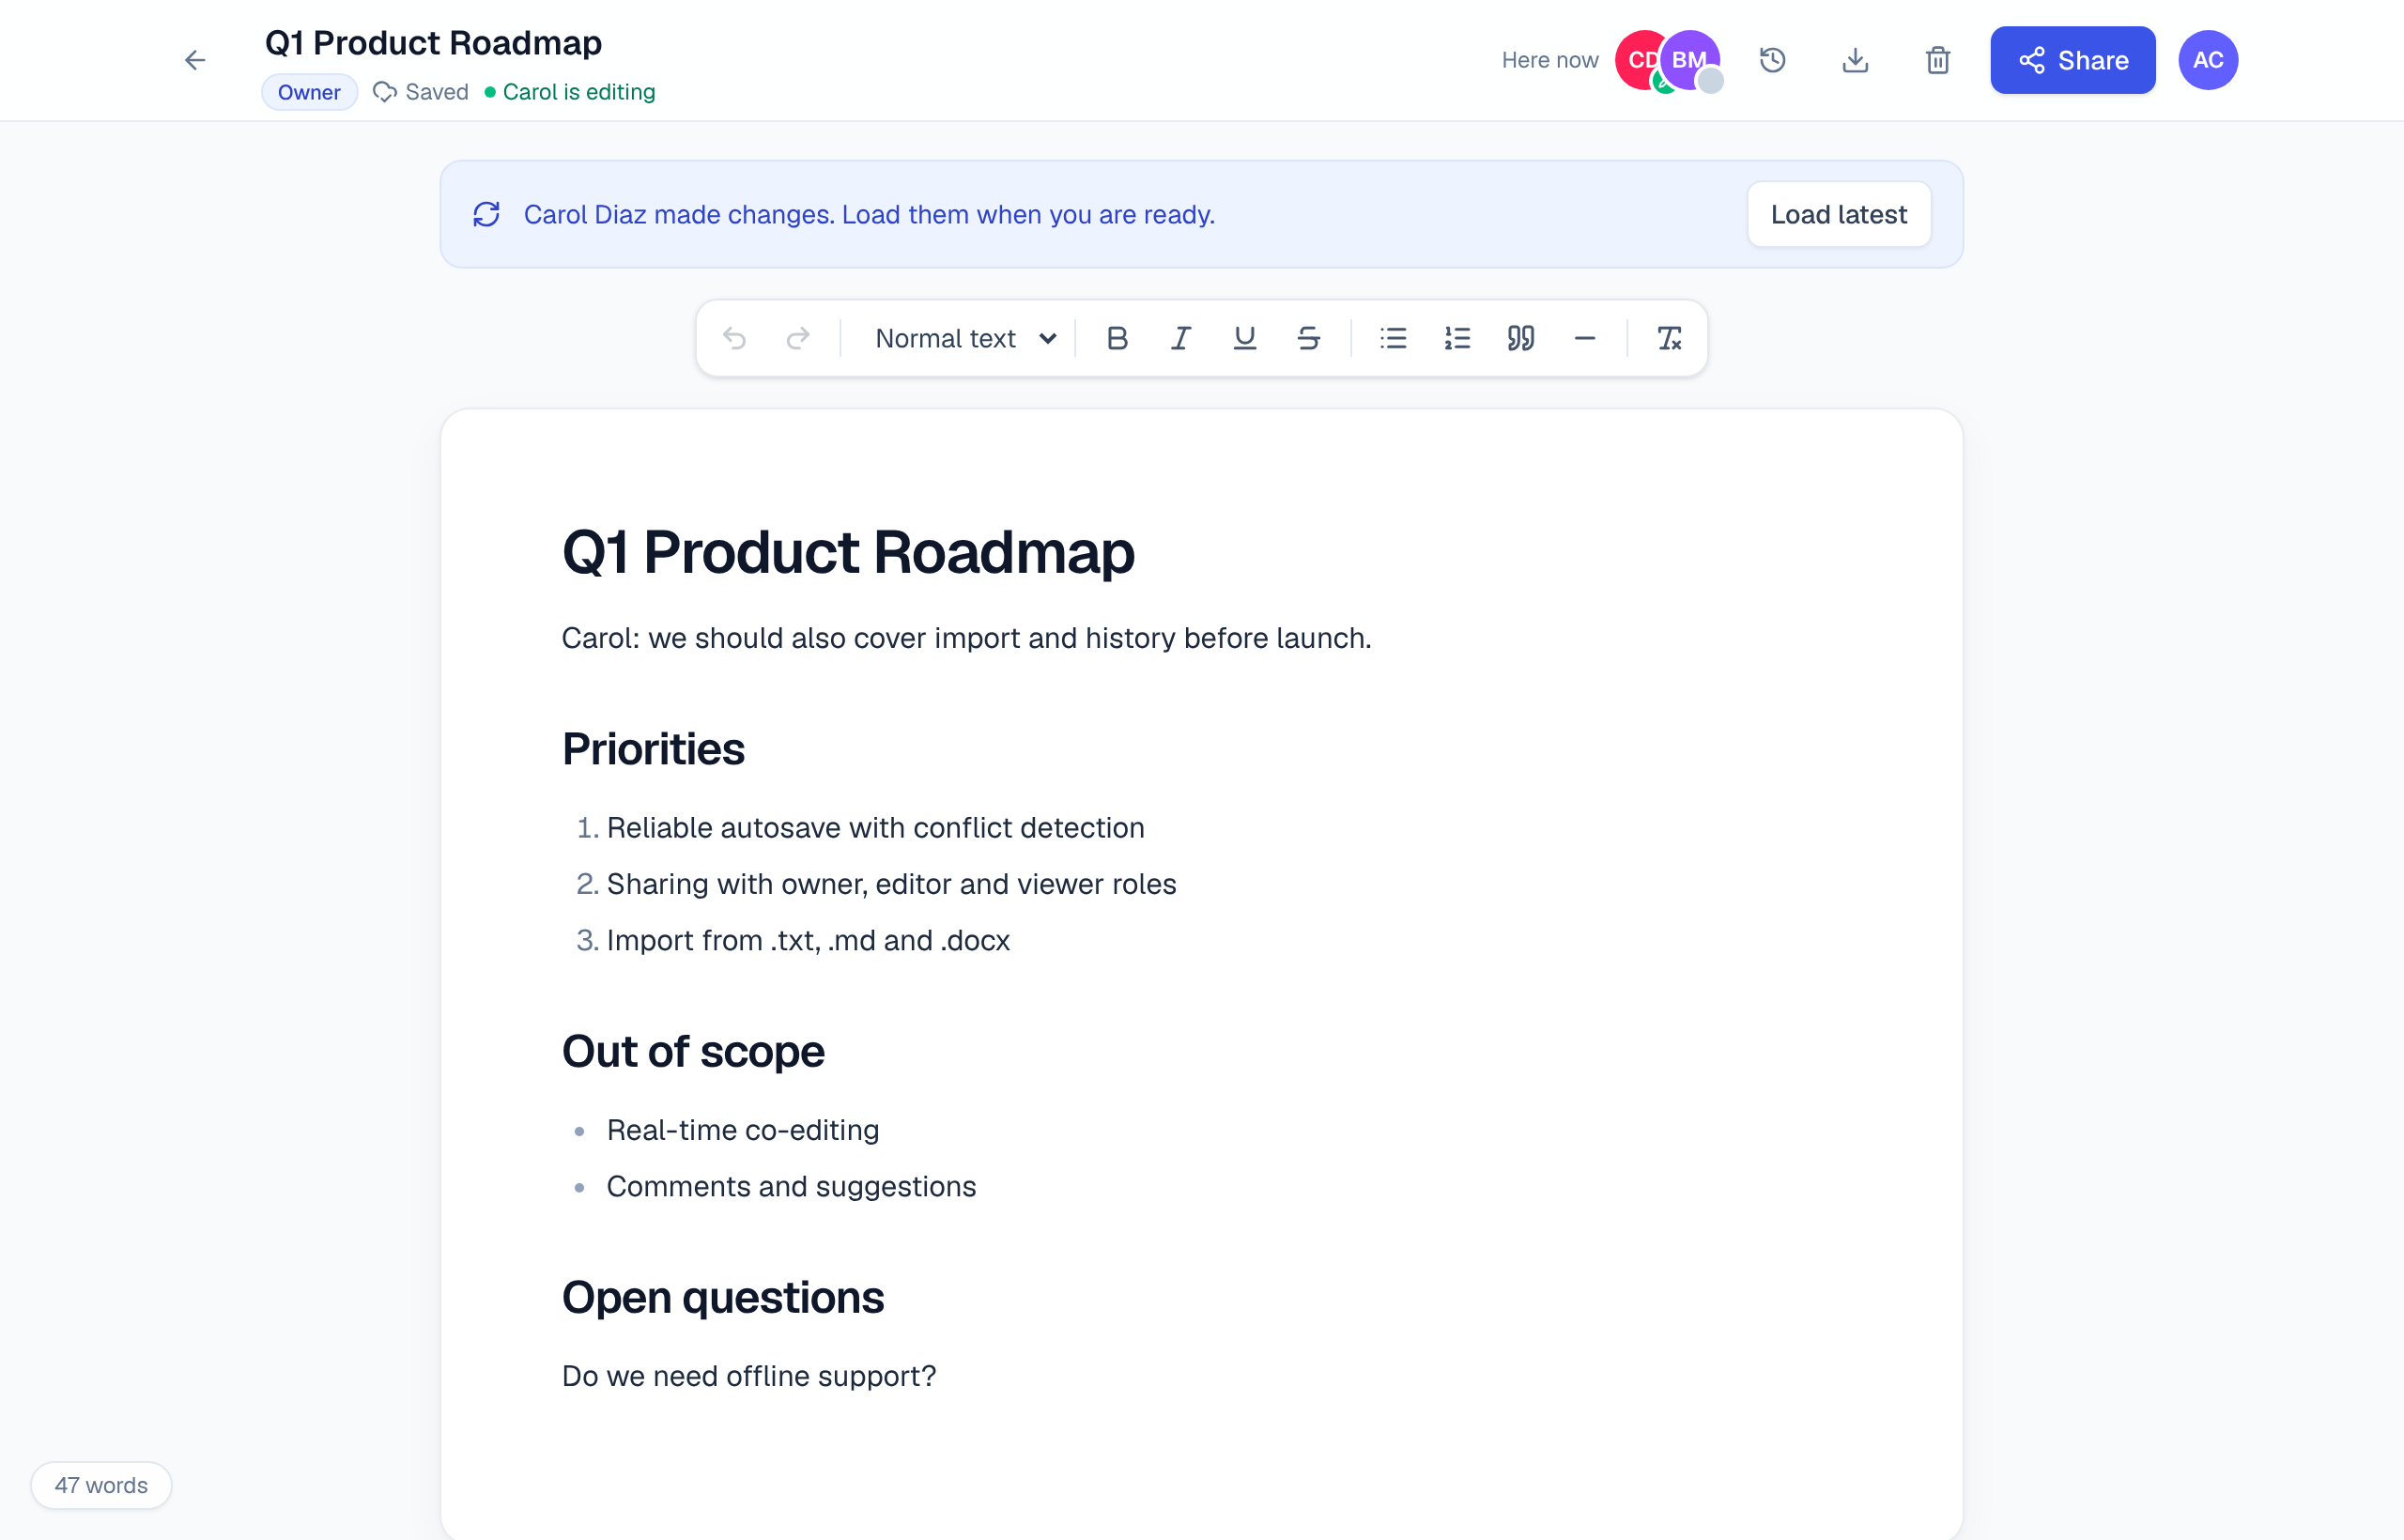 Q1 Product Roadmap
Owner Saved Carol is editing
Here now CD BM Share AC
Carol Diaz made changes. Load them when you are ready. Load latest
Normal text
Q1 Product Roadmap
Carol: we should also cover import and history before launch.
Priorities
1. Reliable autosave with conflict detection
2. Sharing with owner, editor and viewer roles
3. Import from .txt, .md and .docx
Out of scope
• Real-time co-editing
• Comments and suggestions
Open questions
Do we need offline support?
47 words